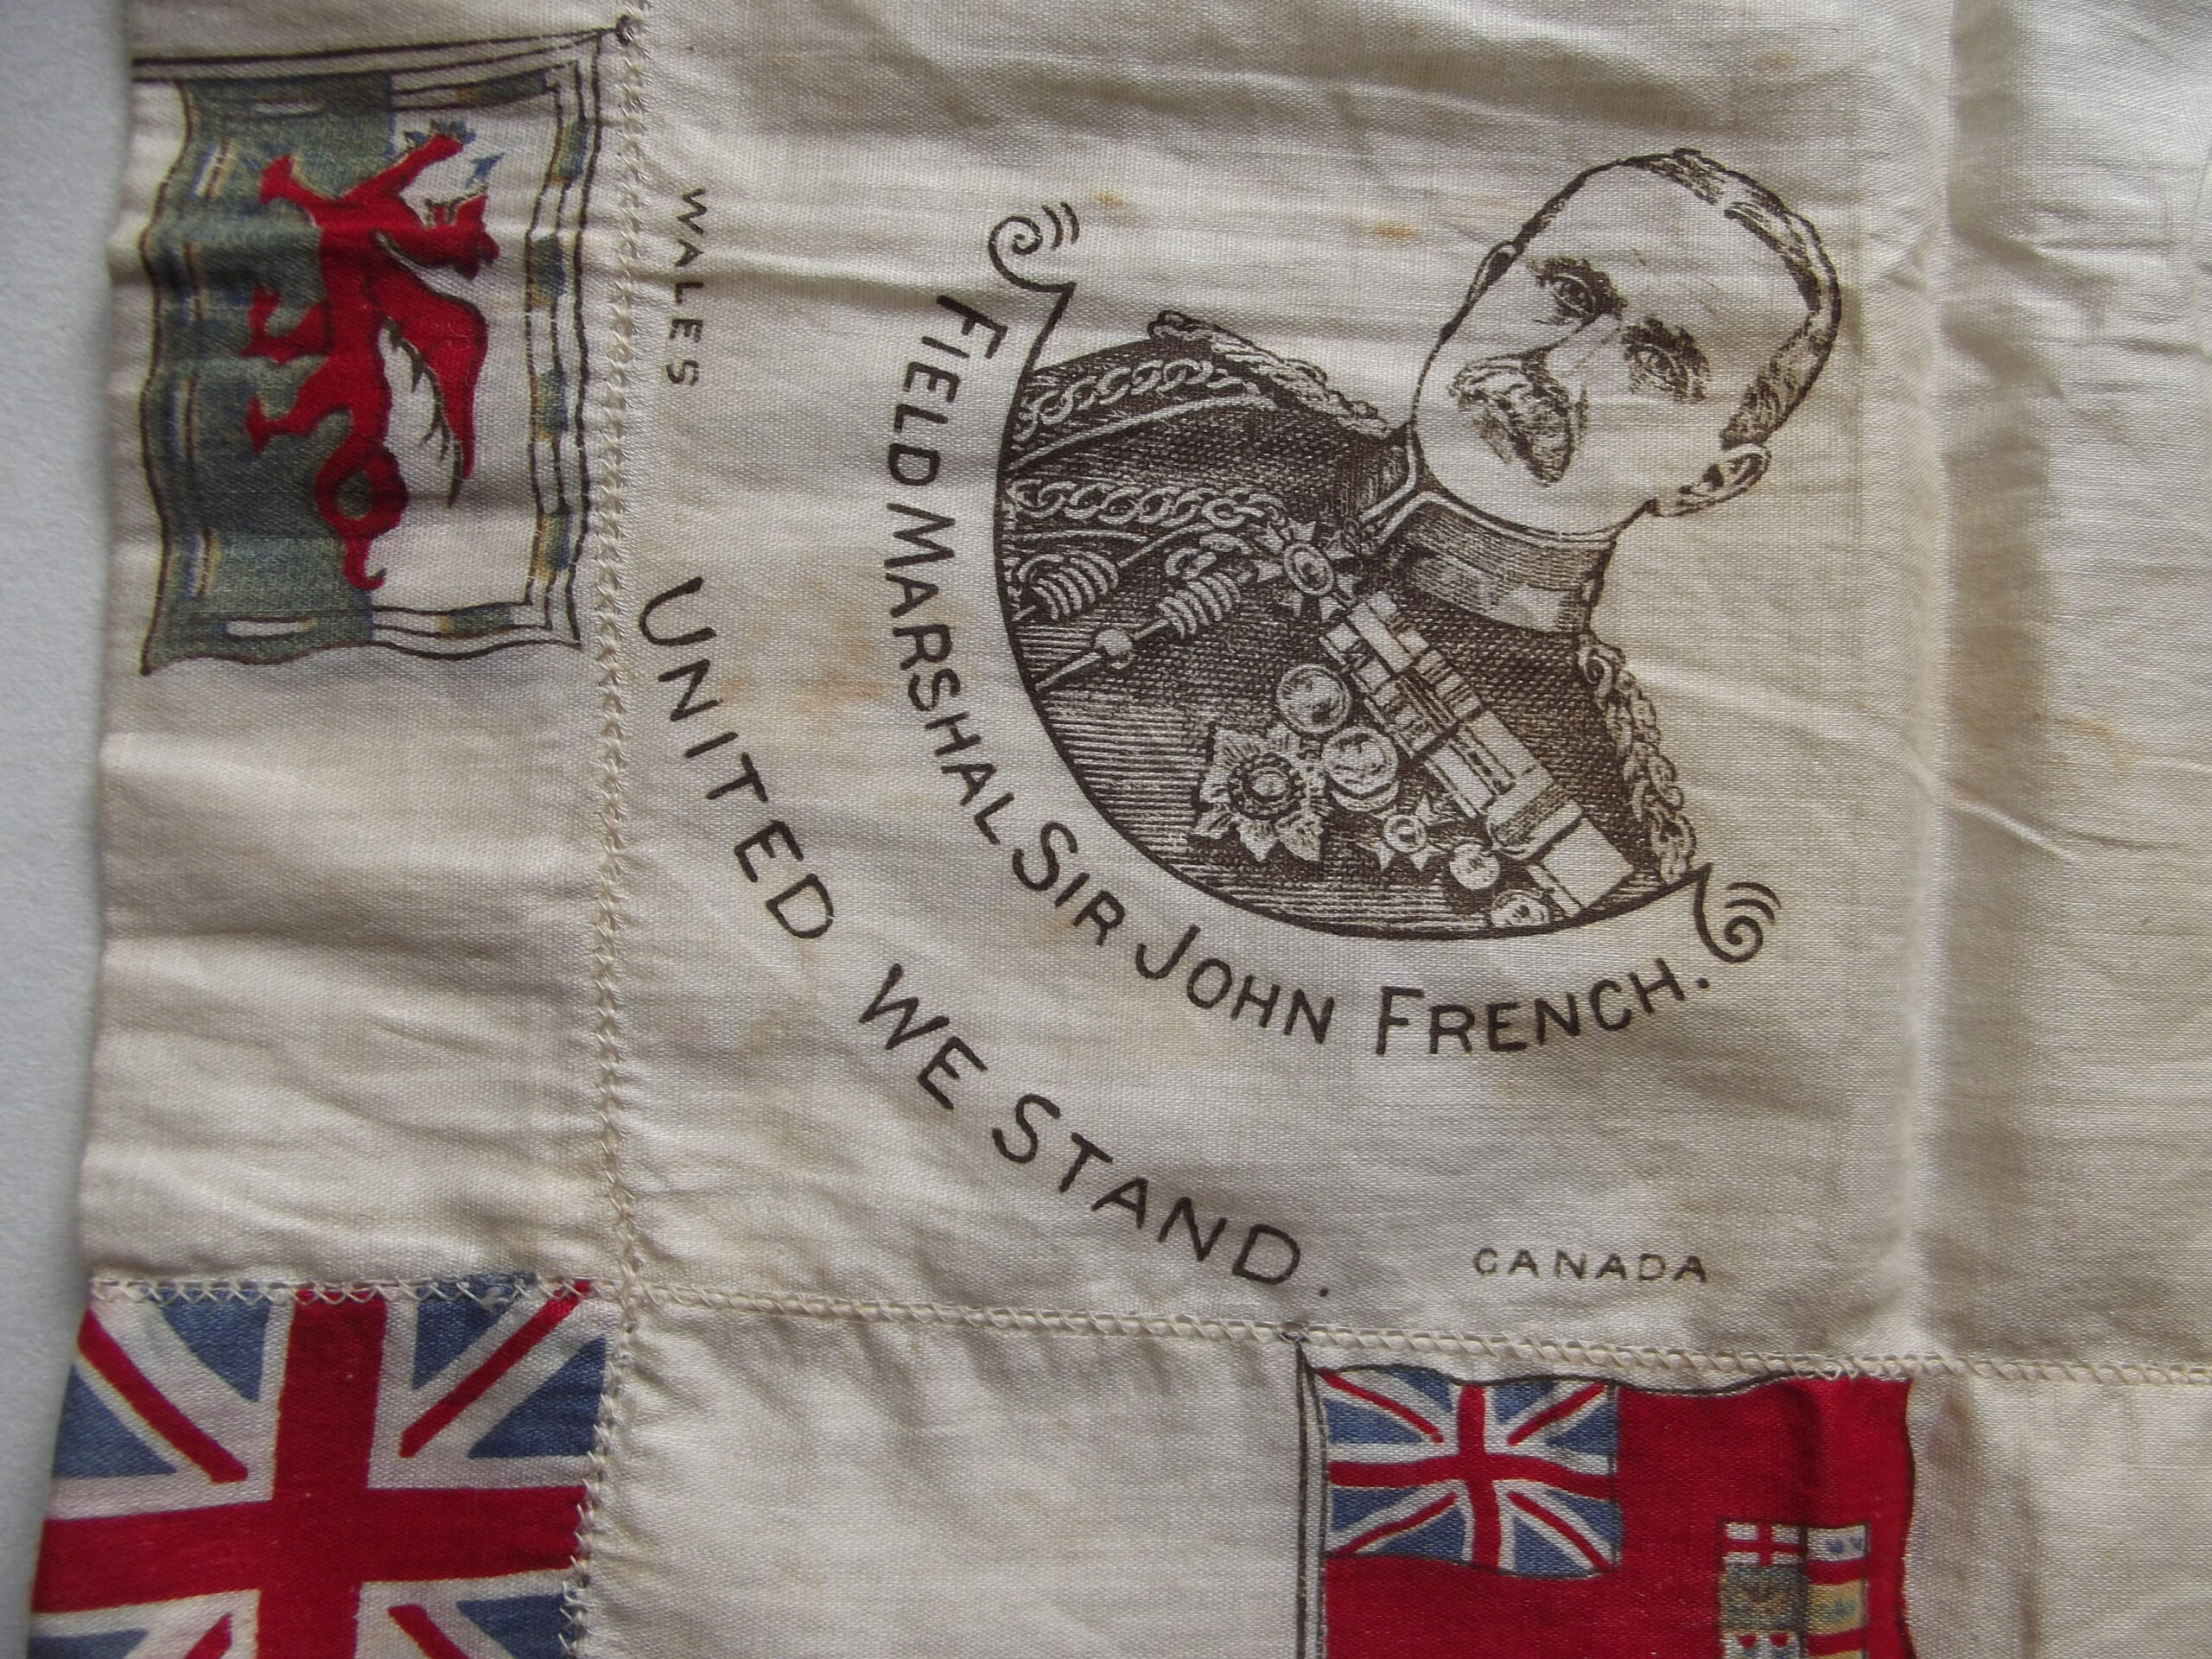 WALES
FIELD MARSHAL SIR JOHN FRENCH.
UNITED WE STAND.
CANADA